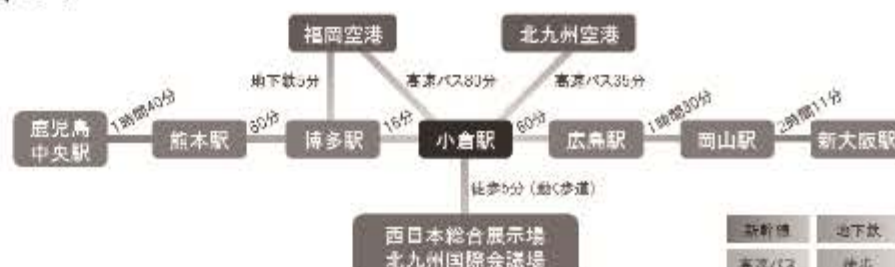 福岡空港
北九州空港
地下鉄5分
高速バス80分
高速バス35分
鹿児島
中央駅
1時間40分
熊本駅
60分
博多駅
16分
小倉駅
60分
広島駅
1時間30分
岡山駅
2時間11分
新大阪駅
徒歩5分（動く歩道）
西日本総合展示場
北九州国際会議場
新幹線
地下鉄
高速バス
徒歩